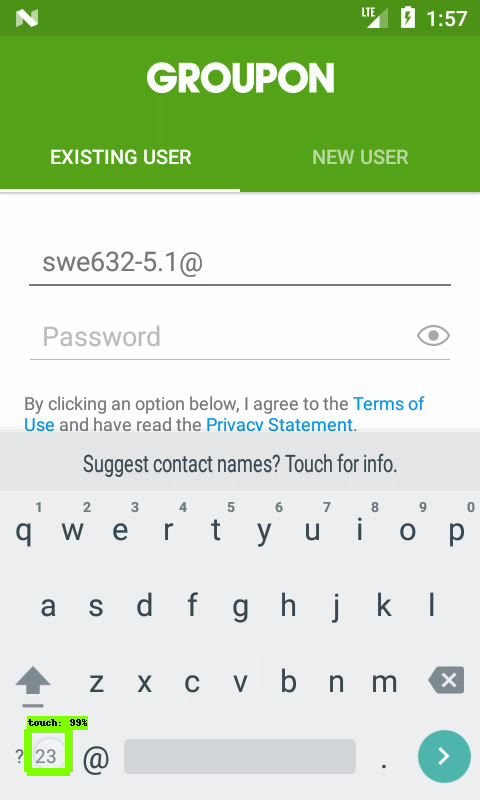 LTE 1:57
GROUPON
EXISTING USER NEW USER
swe632-5.1@
Password
By clicking an option below, I agree to the Terms of
Use and have read the Privacy Statement.
Suggest contact names? Touch for info.
1 2 3 4 5 6 7 8 9 0
q w e r t y u i o p
a s d f g h j k l
z x c v b n m
touch: 99%
?23 @ .